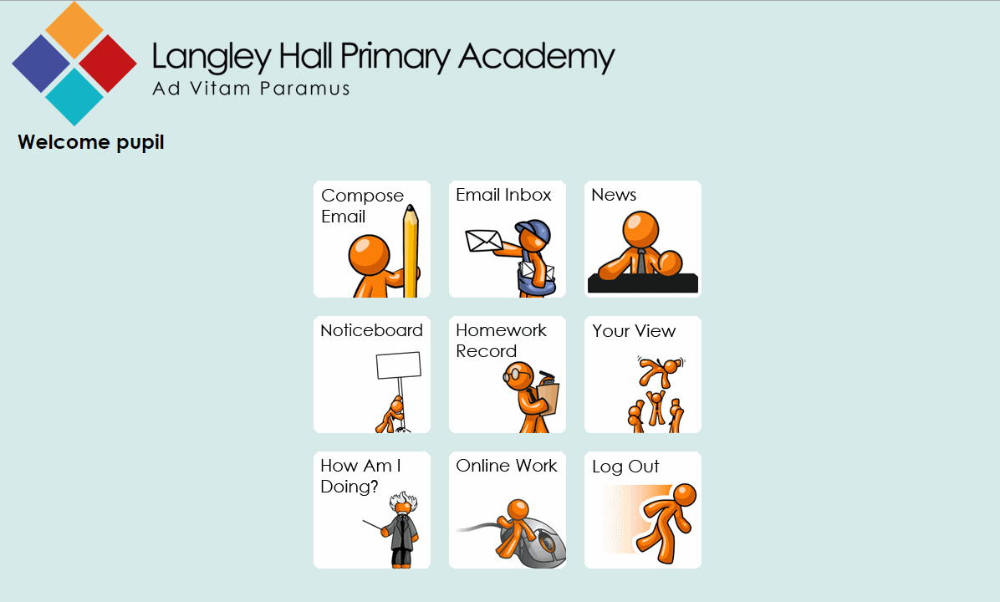 Langley Hall Primary Academy
Ad Vitam Paramus
Welcome pupil
Compose
Email
Email Inbox
News
Noticeboard
Homework
Record
Your View
How Am I
Doing?
Online Work
Log Out